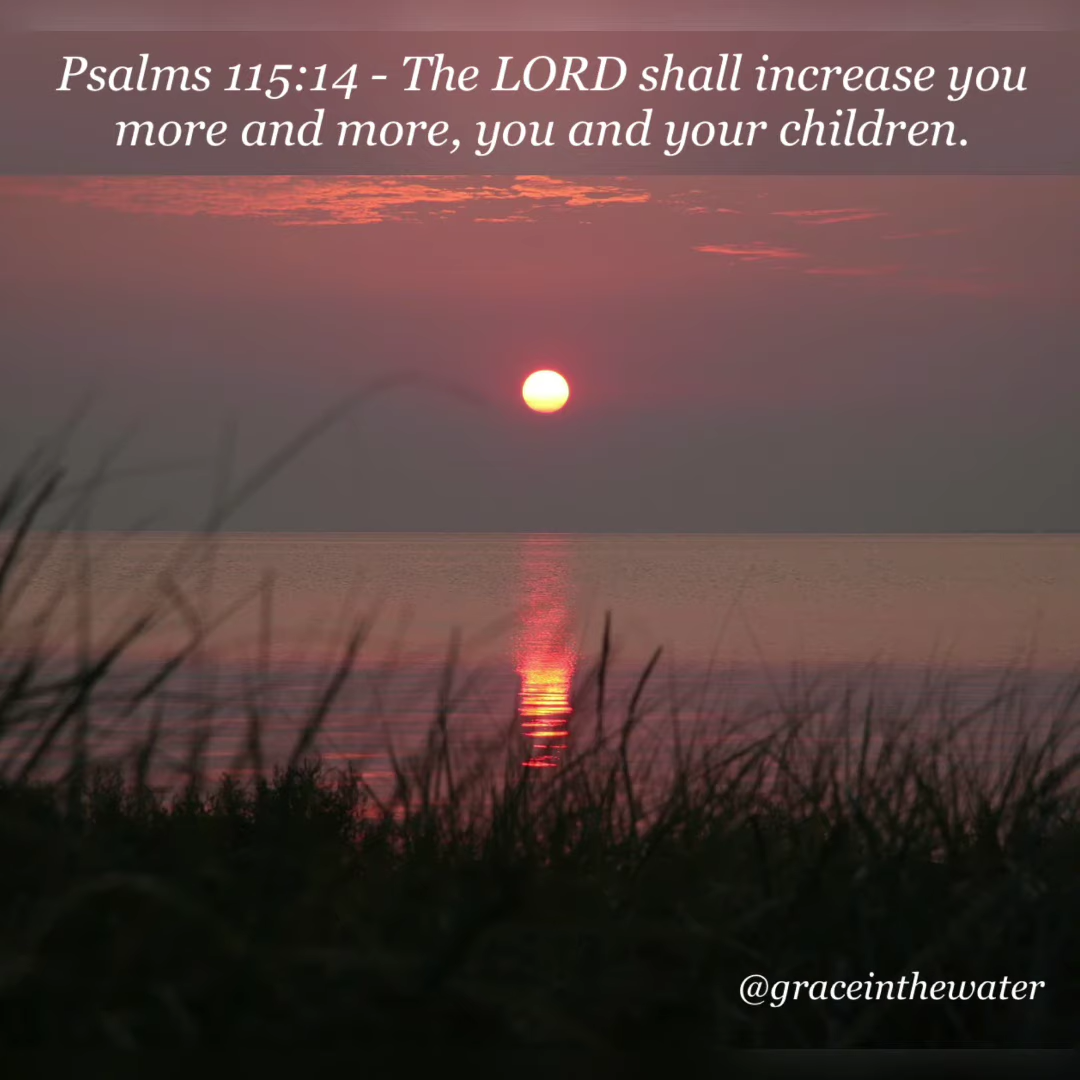 Psalms 115:14 - The LORD shall increase you
more and more, you and your children.
@graceinthewater